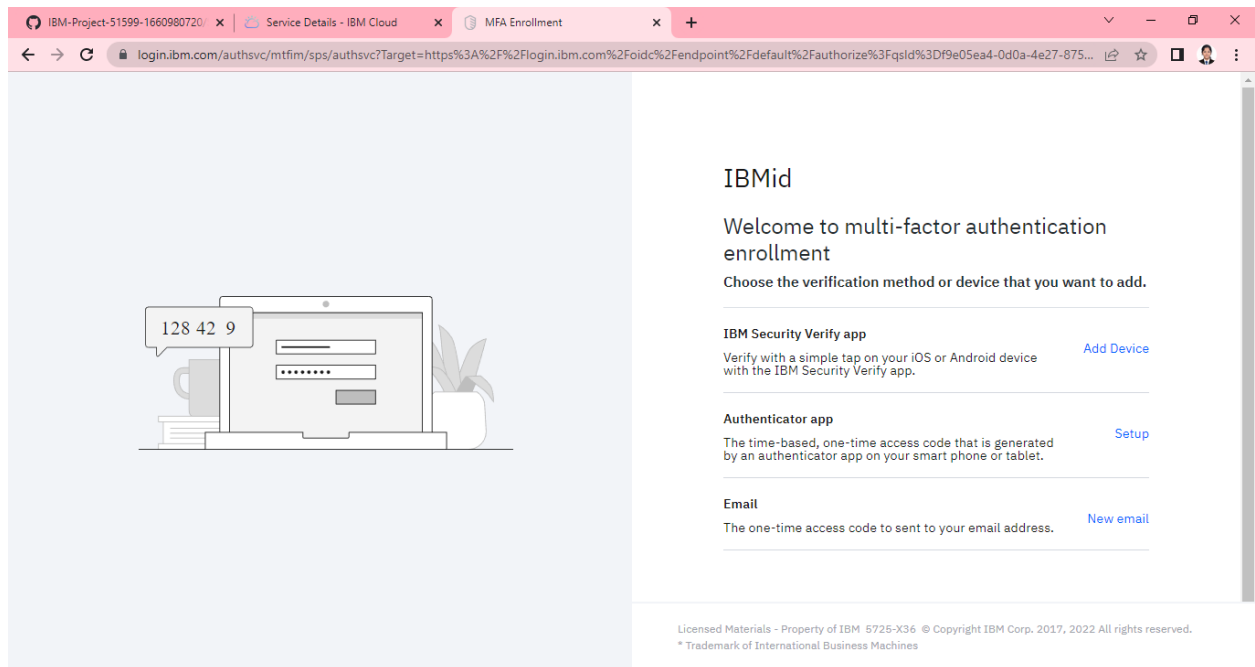 IBM-Project-51599-1660980720/
Service Details - IBM Cloud
MFA Enrollment
login.ibm.com/authsvc/mtfim/sps/authsvc?Target=https%3A%2F%2Flogin.ibm.com%2Foidc%2Fendpoint%2Fdefault%2Fauthorize%3Fqsld%3Df9e05ea4-0d0a-4e27-875...
IBMid
Welcome to multi-factor authentication
enrollment
Choose the verification method or device that you want to add.
IBM Security Verify app
Verify with a simple tap on your iOS or Android device
with the IBM Security Verify app.
Add Device
Authenticator app
The time-based, one-time access code that is generated
by an authenticator app on your smart phone or tablet.
Setup
Email
The one-time access code to sent to your email address.
New email
128 42 9
Licensed Materials - Property of IBM 5725-X36 © Copyright IBM Corp. 2017, 2022 All rights reserved.
* Trademark of International Business Machines